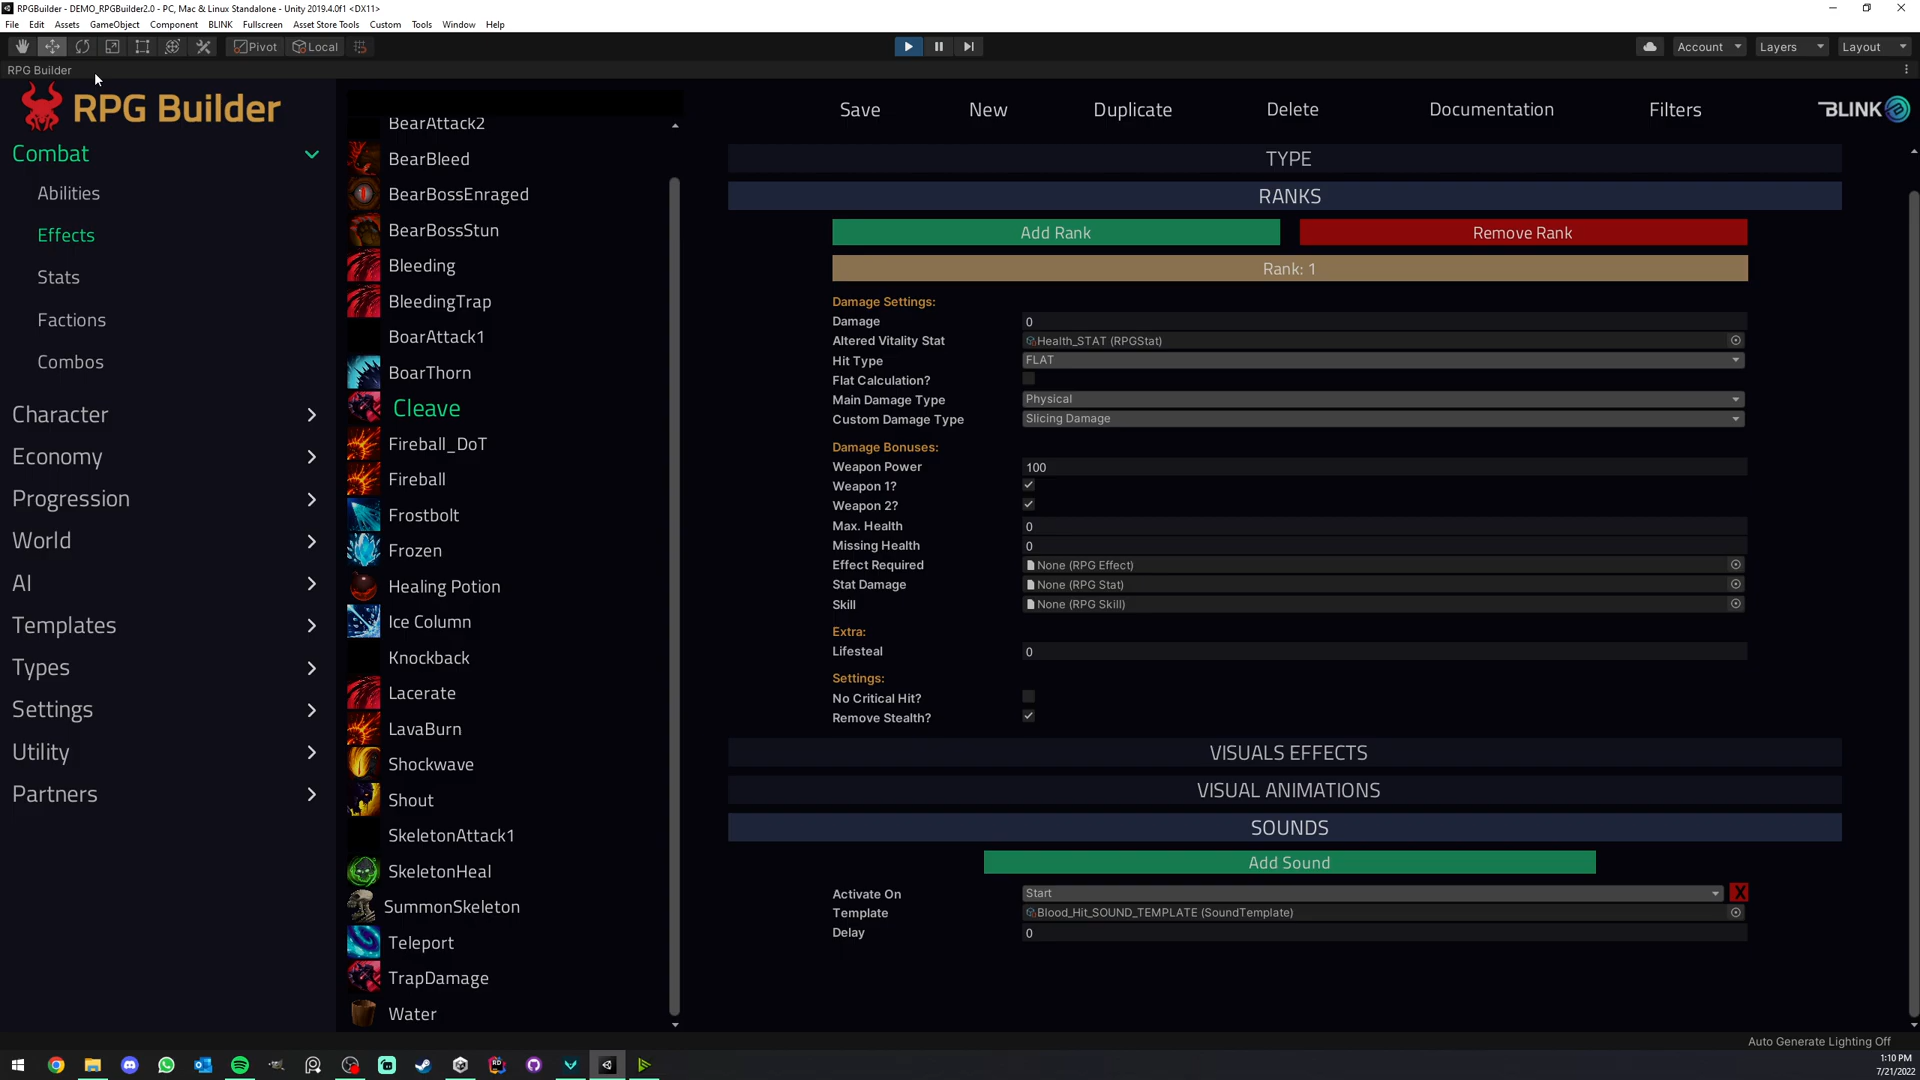 RPGBuilder - DEMO_RPGBuilder2.0 - PC, Mac & Linux Standalone - Unity 2019.4.0f1 <DX11>
File Edit Assets GameObject Component BLINK Fullscreen Asset Store Tools Custom Tools Window Help
Pivot Local Account Layers Layout
RPG Builder
RPG Builder
Combat
Abilities
Effects
Stats
Factions
Combos
Character
Economy
Progression
World
AI
Templates
Types
Settings
Utility
Partners
BearAttack2
BearBleed
BearBossEnraged
BearBossStun
Bleeding
BleedingTrap
BoarAttack1
BoarThorn
Cleave
Fireball_DoT
Fireball
Frostbolt
Frozen
Healing Potion
Ice Column
Knockback
Lacerate
LavaBurn
Shockwave
Shout
SkeletonAttack1
SkeletonHeal
SummonSkeleton
Teleport
TrapDamage
Water
Save New Duplicate Delete Documentation Filters BLINK
TYPE
RANKS
Add Rank Remove Rank
Rank: 1
Damage Settings:
Damage 0
Altered Vitality Stat Health_STAT (RPGStat)
Hit Type FLAT
Flat Calculation?
Main Damage Type Physical
Custom Damage Type Slicing Damage
Damage Bonuses:
Weapon Power 100
Weapon 1?
Weapon 2?
Max. Health 0
Missing Health 0
Effect Required None (RPG Effect)
Stat Damage None (RPG Stat)
Skill None (RPG Skill)
Extra:
Lifesteal 0
Settings:
No Critical Hit?
Remove Stealth?
VISUALS EFFECTS
VISUAL ANIMATIONS
SOUNDS
Add Sound
Activate On Start X
Template Blood_Hit_SOUND_TEMPLATE (SoundTemplate)
Delay 0
Auto Generate Lighting Off
1:10 PM
7/21/2022